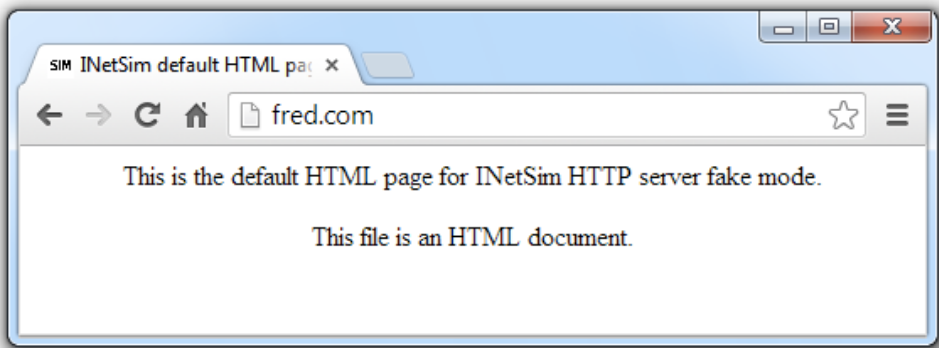 SIM INetSim default HTML pa
fred.com
This is the default HTML page for INetSim HTTP server fake mode.
This file is an HTML document.